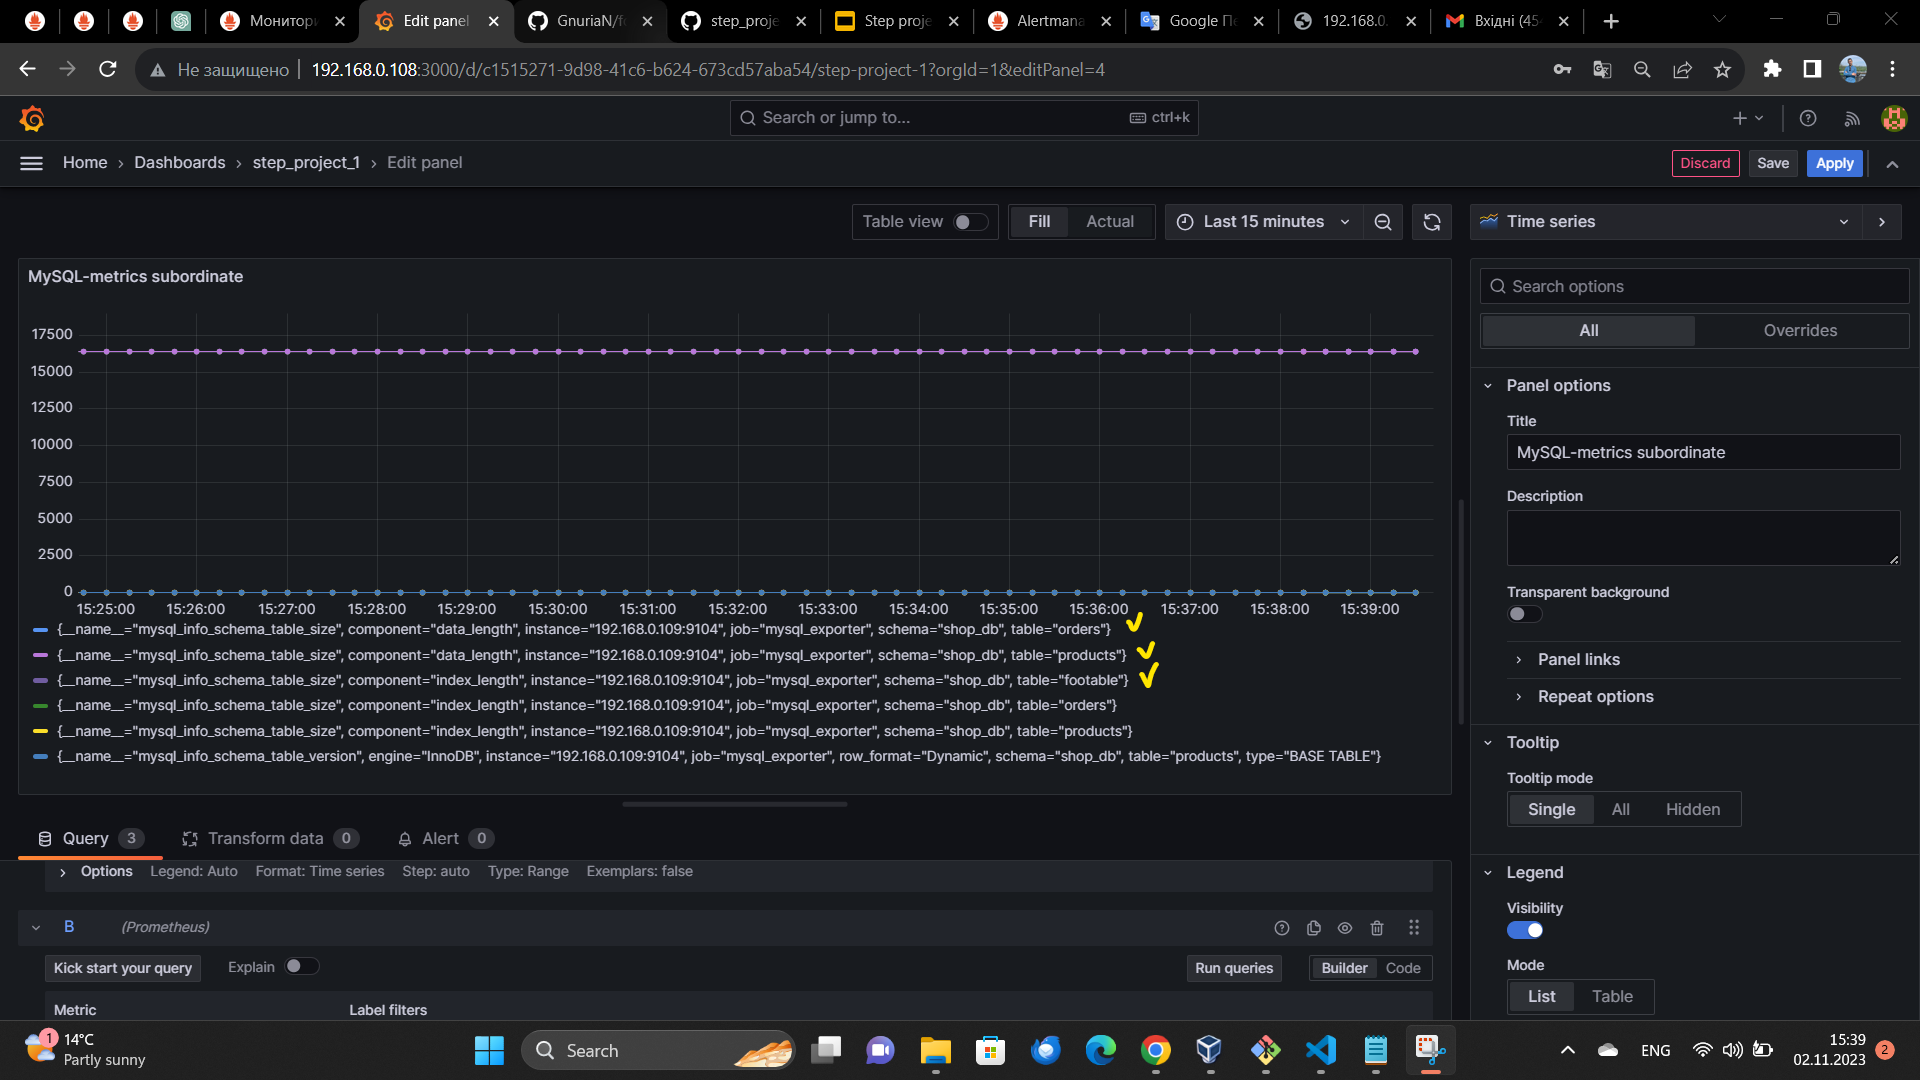 Монитори
Edit panel
GnuriaN/f
step_proje
Step proje
Alertmana
Google П
192.168.0.
Вхідні (45
Не защищено
192.168.0.108:3000/d/c1515271-9d98-41c6-b624-673cd57aba54/step-project-1?orgId=1&editPanel=4
Search or jump to...
ctrl+k
Home > Dashboards > step_project_1 > Edit panel
Discard
Save
Apply
Table view
Fill
Actual
Last 15 minutes
Time series
MySQL-metrics subordinate
17500
15000
12500
10000
7500
5000
2500
0
15:25:00 15:26:00 15:27:00 15:28:00 15:29:00 15:30:00 15:31:00 15:32:00 15:33:00 15:34:00 15:35:00 15:36:00 15:37:00 15:38:00 15:39:00
{__name__="mysql_info_schema_table_size", component="data_length", instance="192.168.0.109:9104", job="mysql_exporter", schema="shop_db", table="orders"}
{__name__="mysql_info_schema_table_size", component="data_length", instance="192.168.0.109:9104", job="mysql_exporter", schema="shop_db", table="products"}
{__name__="mysql_info_schema_table_size", component="index_length", instance="192.168.0.109:9104", job="mysql_exporter", schema="shop_db", table="footable"}
{__name__="mysql_info_schema_table_size", component="index_length", instance="192.168.0.109:9104", job="mysql_exporter", schema="shop_db", table="orders"}
{__name__="mysql_info_schema_table_size", component="index_length", instance="192.168.0.109:9104", job="mysql_exporter", schema="shop_db", table="products"}
{__name__="mysql_info_schema_table_version", engine="InnoDB", instance="192.168.0.109:9104", job="mysql_exporter", row_format="Dynamic", schema="shop_db", table="products", type="BASE TABLE"}
Query 3
Transform data 0
Alert 0
Options Legend: Auto Format: Time series Step: auto Type: Range Exemplars: false
B (Prometheus)
Kick start your query
Explain
Run queries
Builder
Code
Metric
Label filters
Search options
All
Overrides
Panel options
Title
MySQL-metrics subordinate
Description
Transparent background
Panel links
Repeat options
Tooltip
Tooltip mode
Single All Hidden
Legend
Visibility
Mode
List Table
1
14°C
Partly sunny
Search
ENG
15:39
02.11.2023
2